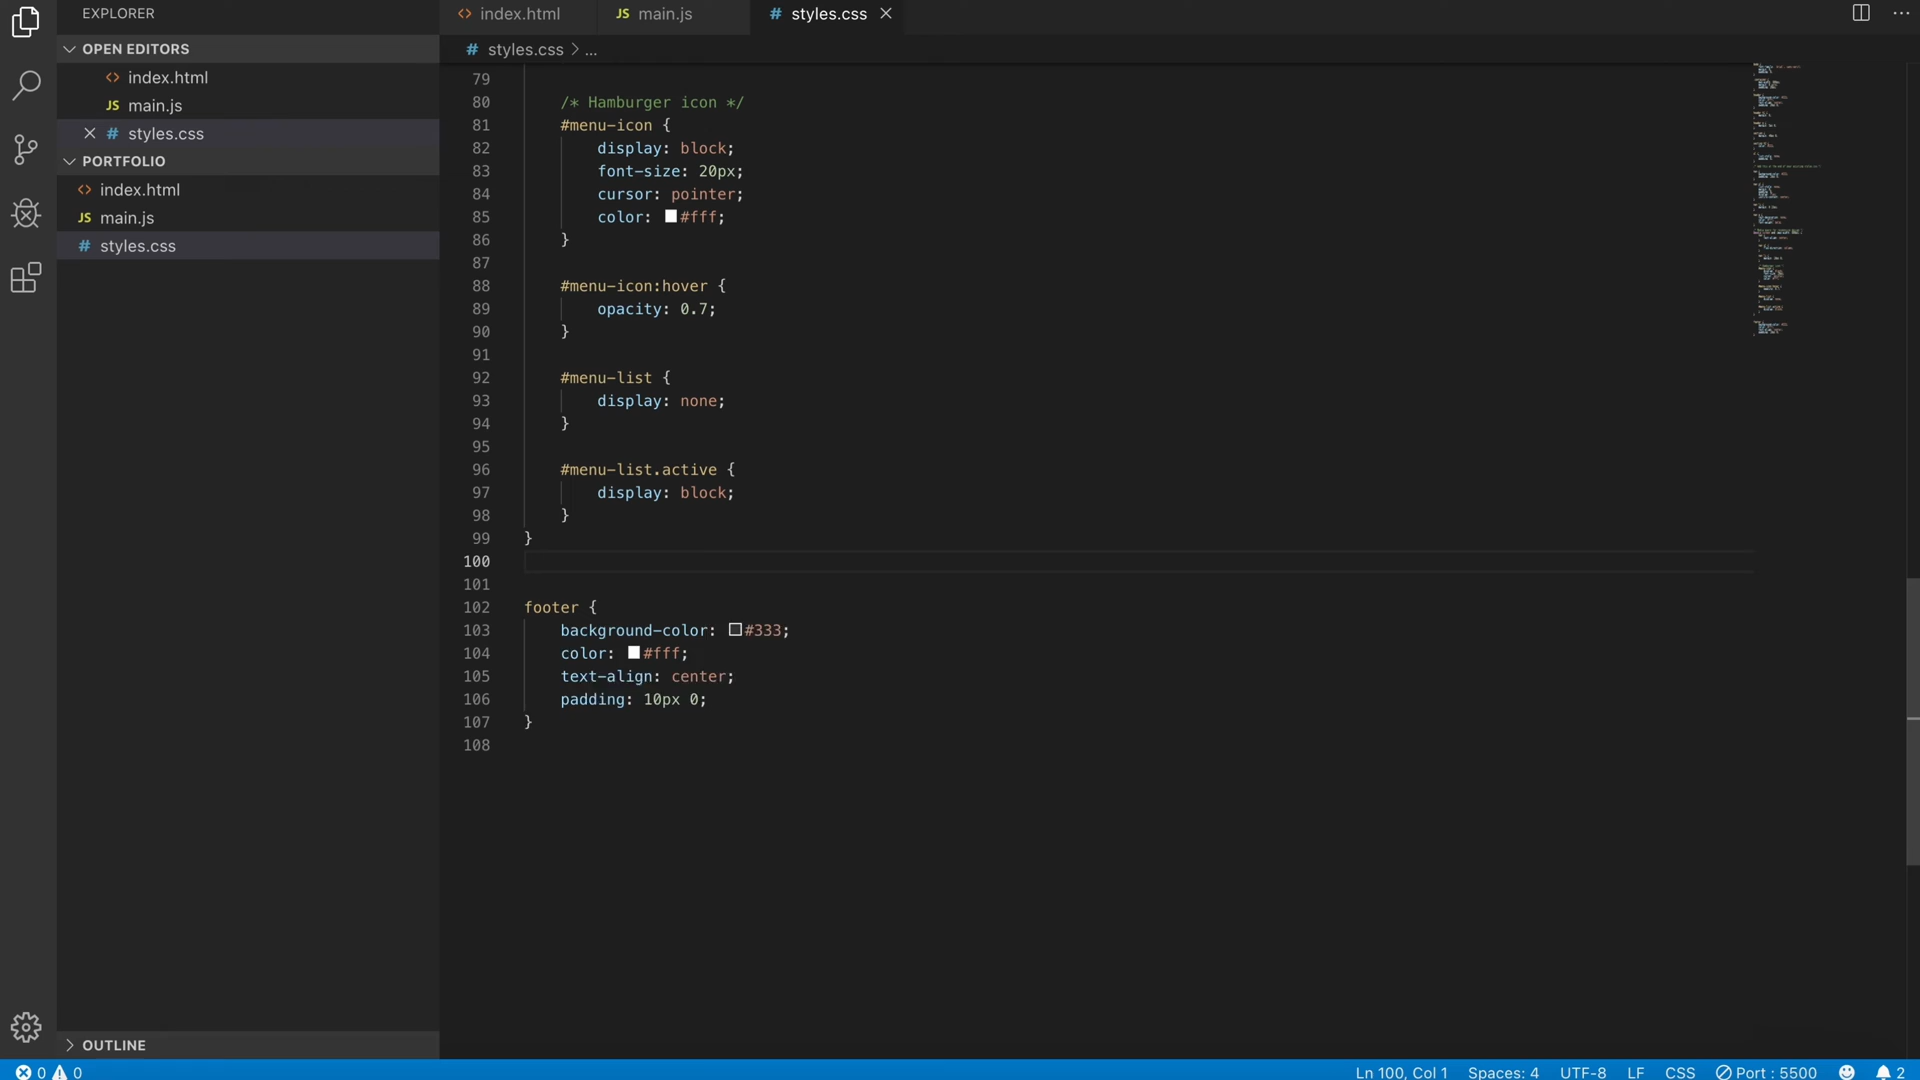 EXPLORER
OPEN EDITORS
index.html
JS main.js
# styles.css
PORTFOLIO
index.html
JS main.js
# styles.css
OUTLINE
index.html
JS main.js
# styles.css
# styles.css > ...
79
80 /* Hamburger icon */
81 #menu-icon {
82 display: block;
83 font-size: 20px;
84 cursor: pointer;
85 color: #fff;
86 }
87
88 #menu-icon:hover {
89 opacity: 0.7;
90 }
91
92 #menu-list {
93 display: none;
94 }
95
96 #menu-list.active {
97 display: block;
98 }
99 }
100
101
102 footer {
103 background-color: #333;
104 color: #fff;
105 text-align: center;
106 padding: 10px 0;
107 }
108
0 0 Ln 100, Col 1 Spaces: 4 UTF-8 LF CSS Port : 5500 2